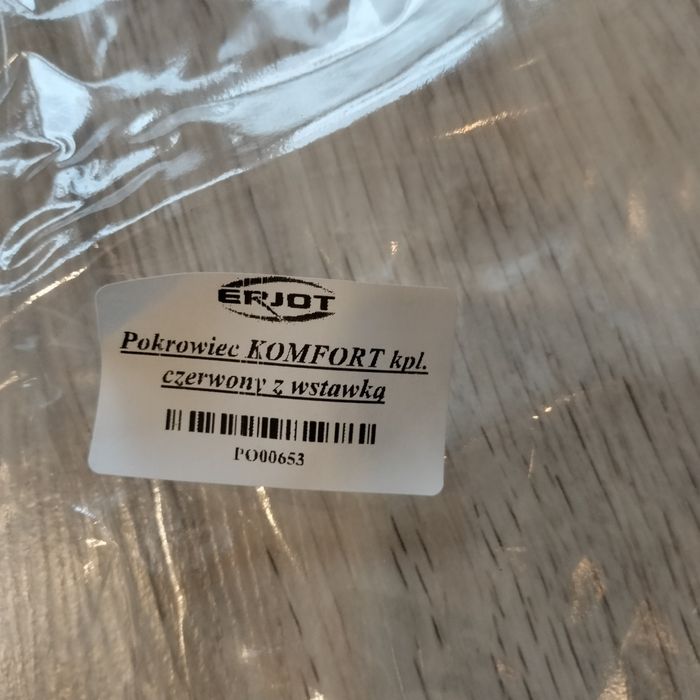 ERJOT
Pokrowiec KOMFORT kpl.
czerwony z wstawką
PO00653